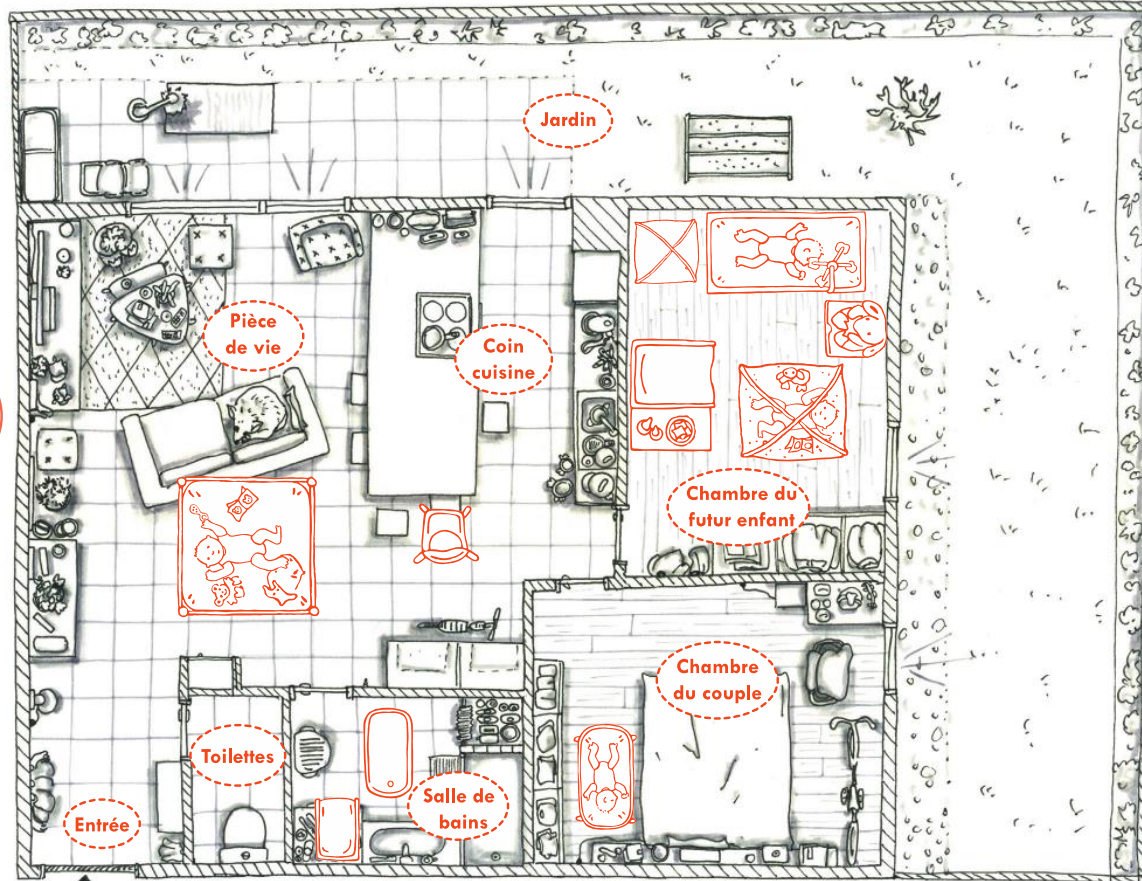 Jardin
Pièce
de vie
Coin
cuisine
Chambre du
futur enfant
Chambre
du couple
Toilettes
Salle de
bains
Entrée